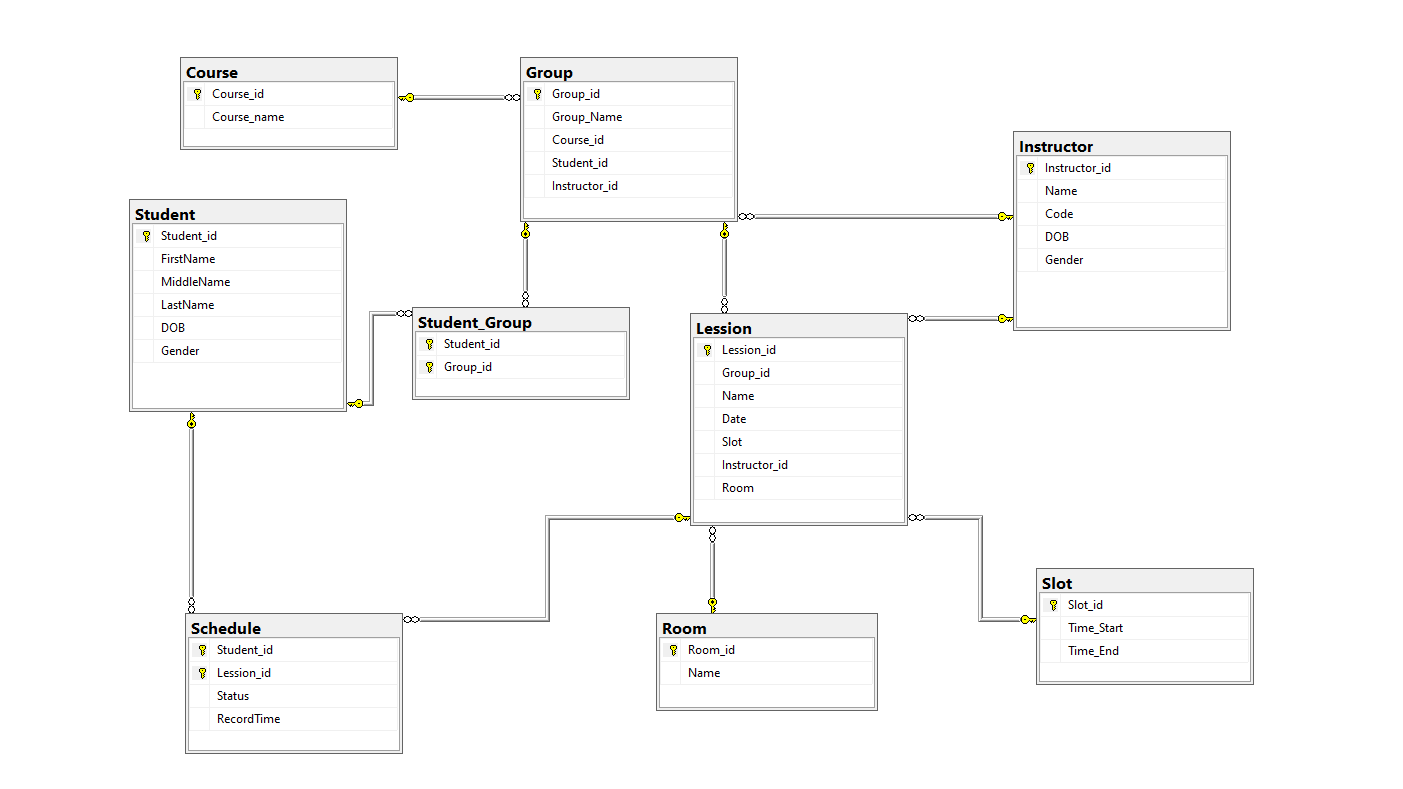 Course
Course_id
Course_name
Group
Group_id
Group_Name
Course_id
Student_id
Instructor_id
Instructor
Instructor_id
Name
Code
DOB
Gender
Student
Student_id
FirstName
MiddleName
LastName
DOB
Gender
Student_Group
Student_id
Group_id
Lession
Lession_id
Group_id
Name
Date
Slot
Instructor_id
Room
Schedule
Student_id
Lession_id
Status
RecordTime
Room
Room_id
Name
Slot
Slot_id
Time_Start
Time_End